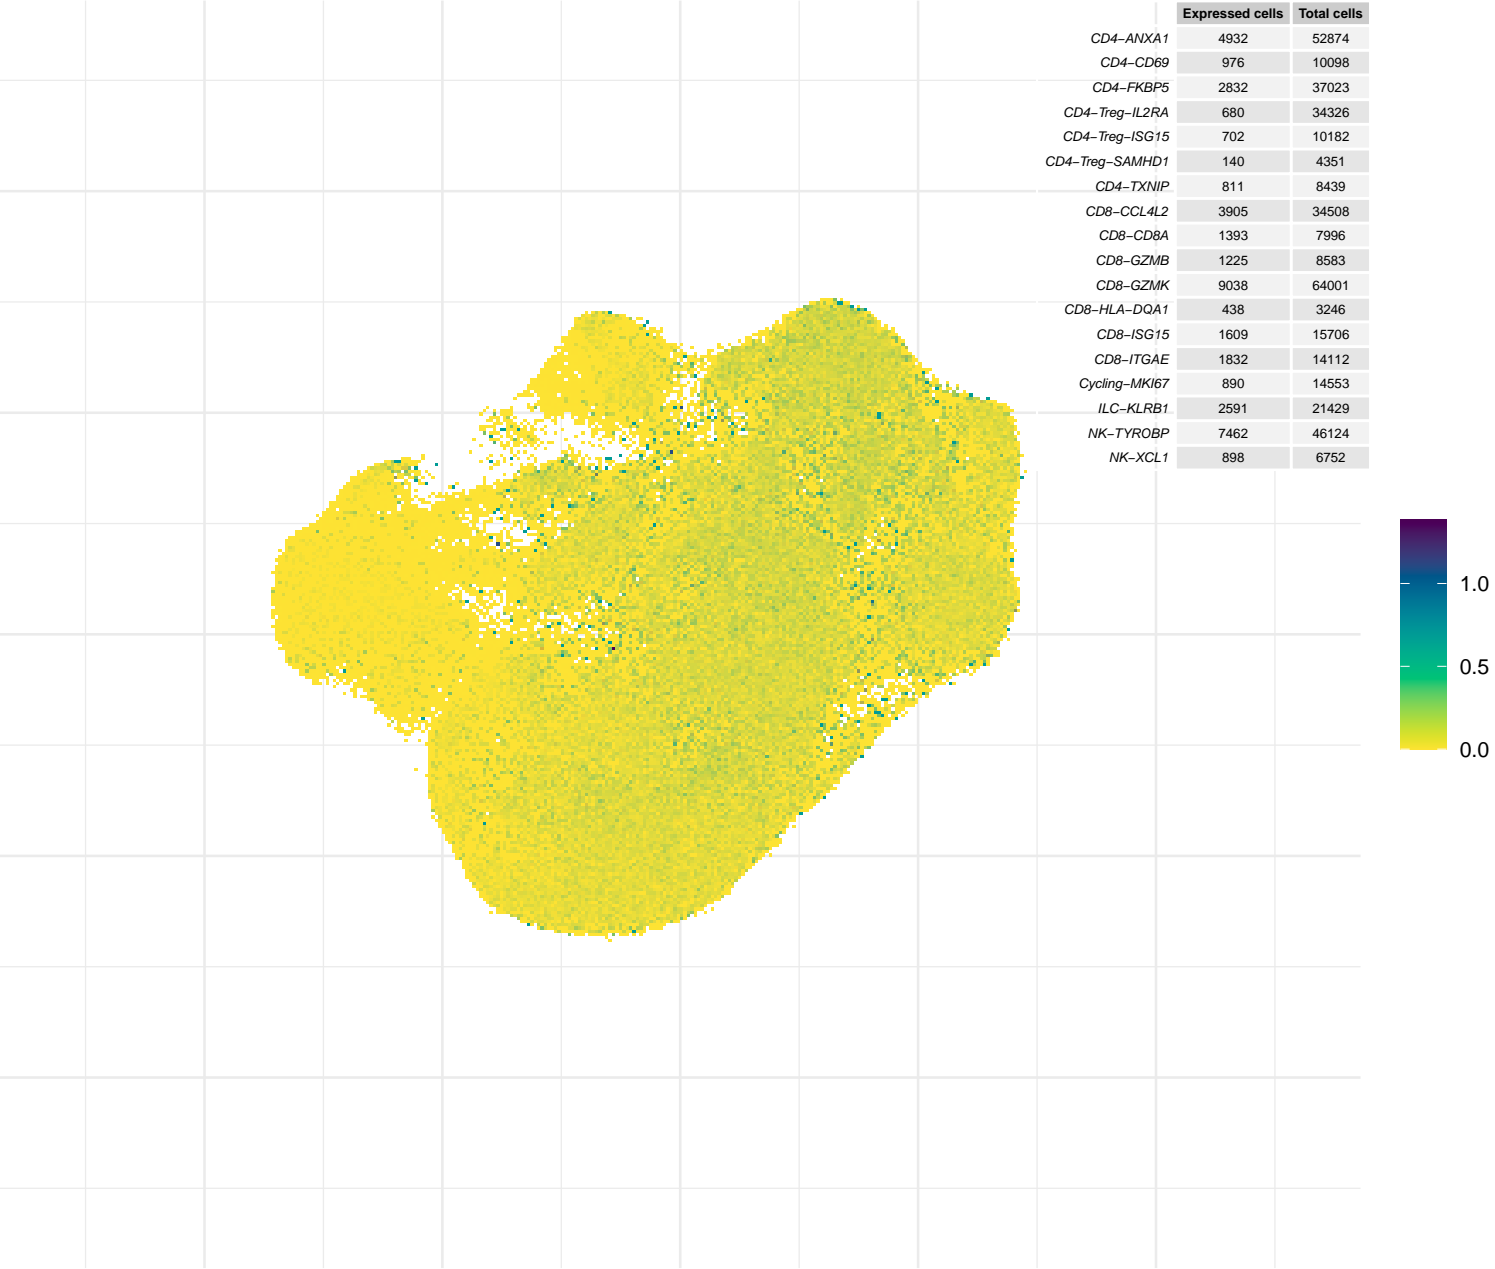 Expressed cells Total cells
CD4−ANXA1 4932 52874
CD4−CD69 976 10098
CD4−FKBP5 2832 37023
CD4−Treg−IL2RA 680 34326
CD4−Treg−ISG15 702 10182
CD4−Treg−SAMHD1 140 4351
CD4−TXNIP 811 8439
CD8−CCL4L2 3905 34508
CD8−CD8A 1393 7996
CD8−GZMB 1225 8583
CD8−GZMK 9038 64001
CD8−HLA−DQA1 438 3246
CD8−ISG15 1609 15706
CD8−ITGAE 1832 14112
Cycling−MKI67 890 14553
ILC−KLRB1 2591 21429
NK−TYROBP 7462 46124
NK−XCL1 898 6752
1.0
0.5
0.0